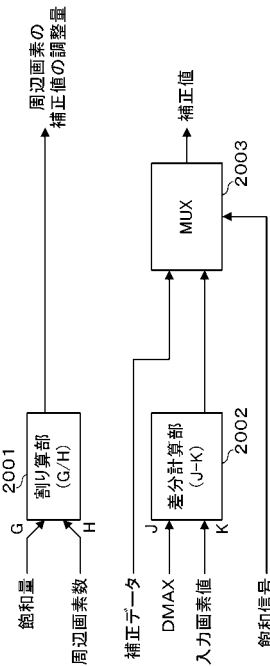 飽和量
周辺画素数
G
H
2001
割り算部
(G/H)
周辺画素の
補正値の調整量
補正データ
DMAX
入力画素値
J
K
差分計算部
(J-K)
2002
MUX
2003
補正値
飽和信号